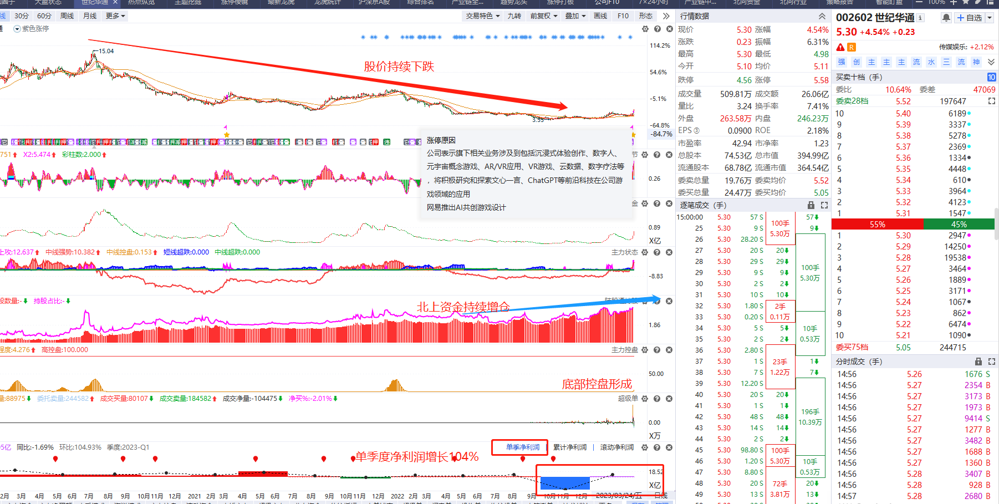 大盘状态 世纪华通 热点纵览 主题挖掘 涨停棱镜 最新龙虎 龙虎统计 沪深京A股 综合排名 产业链全... 趋势龙头 涨停打板 公司F10 7×24小时 产业链中... 北向资金 北向行业 策略报告 智能盯盘 100%
30分 60分 周线 月线 更多
交易特色 九转 前复权 叠加 画线 F10 形态
紫色涨停
15.04
股价持续下跌
114.2%
54.6%
-5.1%
-64.8%
-84.7%
涨停原因
公司表示旗下相关业务涉及到包括沉浸式体验创作、数字人、
元宇宙概念游戏、AR/VR应用、VR游戏、云数据、数字疗法等
，将积极研究和探索文心一言、ChatGPT等前沿科技在公司游
戏领域的应用
网易推出AI共创游戏设计
751 X2:5.474 彩柱数:2.000
0.26
0.89
X亿
上攻:12.637 中线强势:10.382 中线控盘:0.153 短线超跌:0.000 中线超跌:0.000 主力状态
-8.83
股数量:- 持股占比:-
北上资金持续增仓
1.86
程度:4.276 高控盘:100.000 主力控盘
50.00
底部控盘形成
量:88975 委托卖量:244582 成交买量:80107 成交卖量:184582 成交净量:-104475 净买%:-2.01% 超级单
0.00
X万
5亿 同比:-1.69% 环比:104.93% 季度:2023-Q1 单季净利润 累计净利润 滚动净利润
单季度净利润增长104%
18.52
X亿
2月 3月 4月 5月 6月 7月 8月 9月 10月 11月 12月 2021 2月 3月 4月 5月 6月 7月 8月 9月 10月 11月 12月 2022 2月 3月 4月 5月 6月 7月 8月 9月 10月 11月 12月 2023/03/24/五 日线
行情数据
现价 5.30 涨幅 4.54%
涨跌 0.23 振幅 6.31%
最高 5.30 最低 4.98
今开 5.10 均价 5.11
跌停 4.56 涨停 5.58
成交量 509.81万 成交额 26.06亿
量比 3.24 换手率 7.41%
外盘 263.58万 内盘 246.23万
EPS③ 0.0900 ROE 2.18%
市盈率 42.94 市净率 1.23
总股本 74.53亿 总市值 394.99亿
流通股本 68.78亿 流通市值 364.54亿
委卖总量 19.76万 委卖均价 5.52
委买总量 24.47万 委买均价 5.05
逐笔成交 (手)
15:00:00 5.30 57 S 57
25 5.30 9 S 9
26 5.30 28.20 S
27 5.30 20 S 20
28 5.30 29 S 29
29 5.30 9 S 9
30 5.30 2 S 2
31 5.30 10 S 10
32 5.30 1.80 S
33 5.30 0.20 S
34 5.30 5 S 5
35 5.30 2 S 2
36 5.30 2.80 S
37 5.30 1 S 1
38 5.30 7 S 7
39 5.30 12.20 S
40 5.30 20 S 20
41 5.30 1 S 1
42 5.30 48 S 48
43 5.30 14 S 14
44 5.30 2 S 2
45 5.30 98.80 S
46 5.30 1.20 S
47 5.30 8.80 S
48 5.30 20 S 20
49 5.30 13 S 13
100手
5.30万
100手
5.30万
2手
0.11万
10手
0.53万
23手
1.22万
196手
10.39万
100手
5.30万
10手
0.53万
72手
3.81万
002602 世纪华通 自选
5.30 +4.54% +0.23
R 传媒娱乐: +2.12%
强 创 主 主 主 流 水 三 流 神
买卖十档 (手) 10
委比 10.64% 委差 47069
委卖28档 5.52 197647
10 5.40 6189
9 5.39 3337
8 5.38 5278
7 5.37 2369
6 5.36 1334
5 5.35 4448
4 5.34 610
3 5.33 3964
2 5.32 4123
1 5.31 1547
55% 45%
1 5.30 2947
2 5.29 14250
3 5.28 19538
4 5.27 3464
5 5.26 1889
6 5.25 3171
7 5.24 1067
8 5.23 862
9 5.22 6474
10 5.21 1090
委买75档 5.05 244715
分时成交 (手)
14:56 5.26 1676 S
14:56 5.27 2354 B
14:56 5.27 3173 B
14:56 5.27 1973 B
14:56 5.27 9414 S
14:56 5.27 1277 B
14:56 5.27 3482 B
14:56 5.27 1688 B
14:56 5.27 1360 B
14:56 5.28 3407 B
14:56 5.28 928 B
14:57 5.28 2680 B